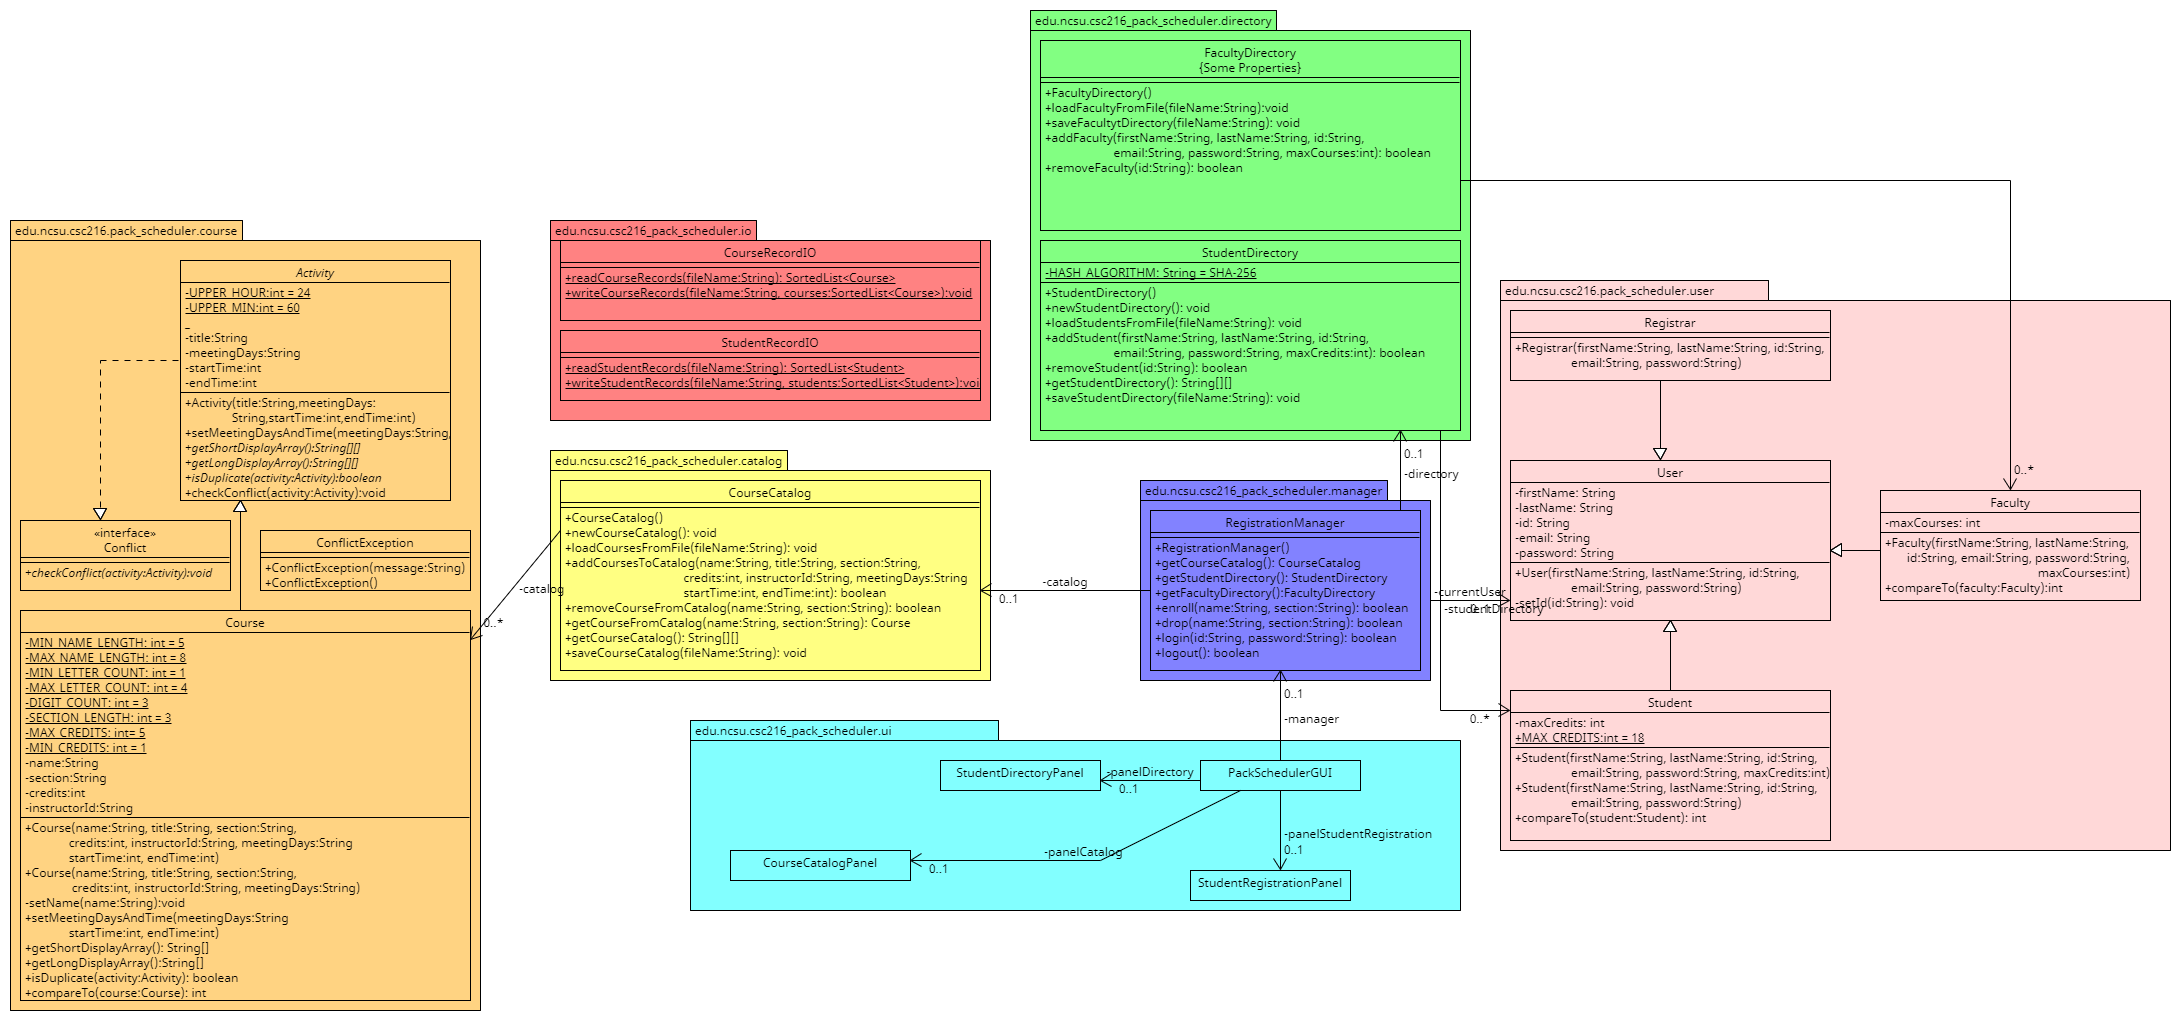 edu.ncsu.csc216_pack_scheduler.directory
FacultyDirectory
{Some Properties}
+FacultyDirectory()
+loadFacultyFromFile(fileName:String):void
+saveFacultytDirectory(fileName:String): void
+addFaculty(firstName:String, lastName:String, id:String,
email:String, password:String, maxCourses:int): boolean
+removeFaculty(id:String): boolean
StudentDirectory
-HASH_ALGORITHM: String = SHA-256
+StudentDirectory()
+newStudentDirectory(): void
+loadStudentsFromFile(fileName:String): void
+addStudent(firstName:String, lastName:String, id:String,
email:String, password:String, maxCredits:int): boolean
+removeStudent(id:String): boolean
+getStudentDirectory(): String[][]
+saveStudentDirectory(fileName:String): void
edu.ncsu.csc216.pack_scheduler.course
Activity
-UPPER_HOUR:int = 24
-UPPER_MIN:int = 60
_
-title:String
-meetingDays:String
-startTime:int
-endTime:int
+Activity(title:String,meetingDays:
String,startTime:int,endTime:int)
+setMeetingDaysAndTime(meetingDays:String,
+getShortDisplayArray():String[][]
+getLongDisplayArray():String[][]
+isDuplicate(activity:Activity):boolean
+checkConflict(activity:Activity):void
«interface»
Conflict
+checkConflict(activity:Activity):void
ConflictException
+ConflictException(message:String)
+ConflictException()
Course
-MIN_NAME_LENGTH: int = 5
-MAX_NAME_LENGTH: int = 8
-MIN_LETTER_COUNT: int = 1
-MAX_LETTER_COUNT: int = 4
-DIGIT_COUNT: int = 3
-SECTION_LENGTH: int = 3
-MAX_CREDITS: int= 5
-MIN_CREDITS: int = 1
-name:String
-section:String
-credits:int
-instructorId:String
+Course(name:String, title:String, section:String,
credits:int, instructorId:String, meetingDays:String
startTime:int, endTime:int)
+Course(name:String, title:String, section:String,
credits:int, instructorId:String, meetingDays:String)
-setName(name:String):void
+setMeetingDaysAndTime(meetingDays:String
startTime:int, endTime:int)
+getShortDisplayArray(): String[]
+getLongDisplayArray():String[]
+isDuplicate(activity:Activity): boolean
+compareTo(course:Course): int
edu.ncsu.csc216_pack_scheduler.io
CourseRecordIO
+readCourseRecords(fileName:String): SortedList<Course>
+writeCourseRecords(fileName:String, courses:SortedList<Course>):void
StudentRecordIO
+readStudentRecords(fileName:String): SortedList<Student>
+writeStudentRecords(fileName:String, students:SortedList<Student>):voi
edu.ncsu.csc216_pack_scheduler.catalog
CourseCatalog
+CourseCatalog()
+newCourseCatalog(): void
+loadCoursesFromFile(fileName:String): void
+addCoursesToCatalog(name:String, title:String, section:String,
credits:int, instructorId:String, meetingDays:String
startTime:int, endTime:int): boolean
+removeCourseFromCatalog(name:String, section:String): boolean
+getCourseFromCatalog(name:String, section:String): Course
+getCourseCatalog(): String[][]
+saveCourseCatalog(fileName:String): void
-catalog
0..*
-catalog
0..1
edu.ncsu.csc216_pack_scheduler.manager
RegistrationManager
+RegistrationManager()
+getCourseCatalog(): CourseCatalog
+getStudentDirectory(): StudentDirectory
+getFacultyDirectory():FacultyDirectory
+enroll(name:String, section:String): boolean
+drop(name:String, section:String): boolean
+login(id:String, password:String): boolean
+logout(): boolean
0..1
-directory
-currentUser
0..1
-studentDirectory
0..*
0..1
-manager
edu.ncsu.csc216_pack_scheduler.ui
StudentDirectoryPanel
-panelDirectory
0..1
PackSchedulerGUI
-panelStudentRegistration
0..1
-panelCatalog
0..1
CourseCatalogPanel
StudentRegistrationPanel
edu.ncsu.csc216.pack_scheduler.user
Registrar
+Registrar(firstName:String, lastName:String, id:String,
email:String, password:String)
User
-firstName: String
-lastName: String
-id: String
-email: String
-password: String
+User(firstName:String, lastName:String, id:String,
email:String, password:String)
-setId(id:String): void
0..*
Faculty
-maxCourses: int
+Faculty(firstName:String, lastName:String,
id:String, email:String, password:String,
maxCourses:int)
+compareTo(faculty:Faculty):int
Student
-maxCredits: int
+MAX_CREDITS:int = 18
+Student(firstName:String, lastName:String, id:String,
email:String, password:String, maxCredits:int)
+Student(firstName:String, lastName:String, id:String,
email:String, password:String)
+compareTo(student:Student): int